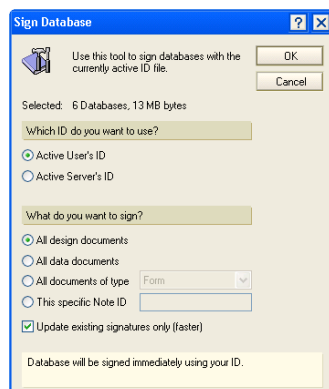 Sign Database
Use this tool to sign databases with the
currently active ID file.
OK
Cancel
Selected: 6 Databases, 13 MB bytes
Which ID do you want to use?
Active User's ID
Active Server's ID
What do you want to sign?
All design documents
All data documents
All documents of type Form
This specific Note ID
Update existing signatures only (faster)
Database will be signed immediately using your ID.